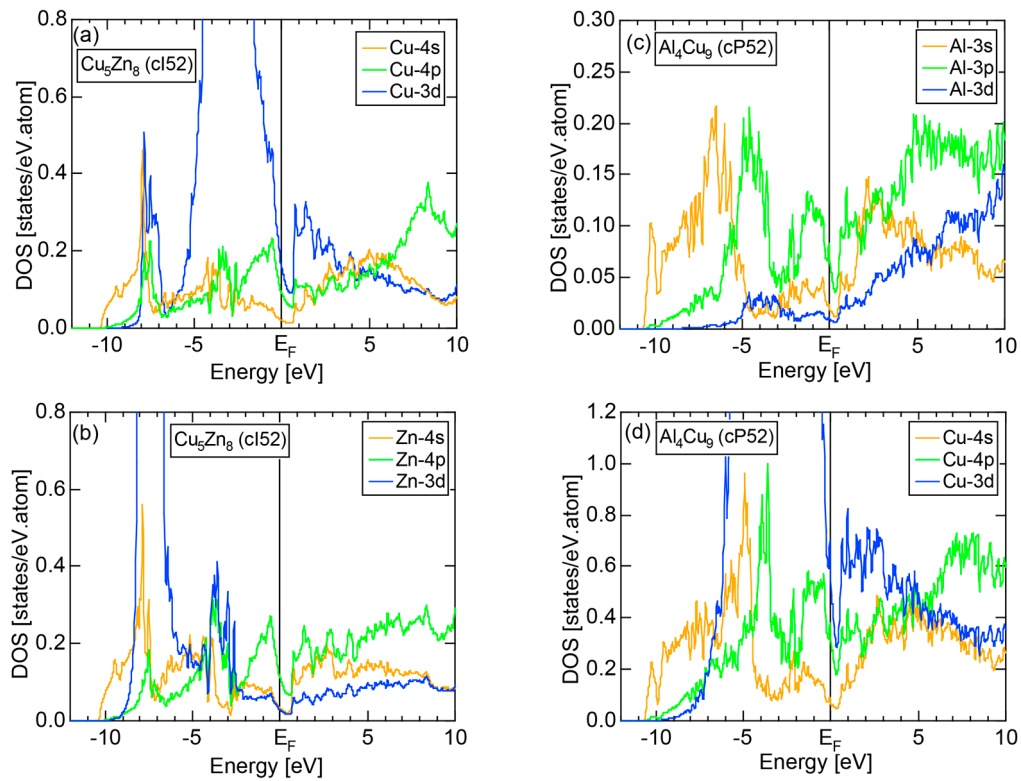 (a)
Cu5Zn8 (cI52)
Cu-4s
Cu-4p
Cu-3d
DOS [states/eV.atom]
0.8
0.6
0.4
0.2
0.0
-10
-5
EF
5
10
Energy [eV]
(c)
Al4Cu9 (cP52)
Al-3s
Al-3p
Al-3d
DOS [states/eV.atom]
0.30
0.25
0.20
0.15
0.10
0.05
0.00
-10
-5
EF
5
10
Energy [eV]
(b)
Cu5Zn8 (cI52)
Zn-4s
Zn-4p
Zn-3d
DOS [states/eV.atom]
0.8
0.6
0.4
0.2
0.0
-10
-5
EF
5
10
Energy [eV]
(d)
Al4Cu9 (cP52)
Cu-4s
Cu-4p
Cu-3d
DOS [states/eV.atom]
1.2
1.0
0.8
0.6
0.4
0.2
0.0
-10
-5
EF
5
10
Energy [eV]